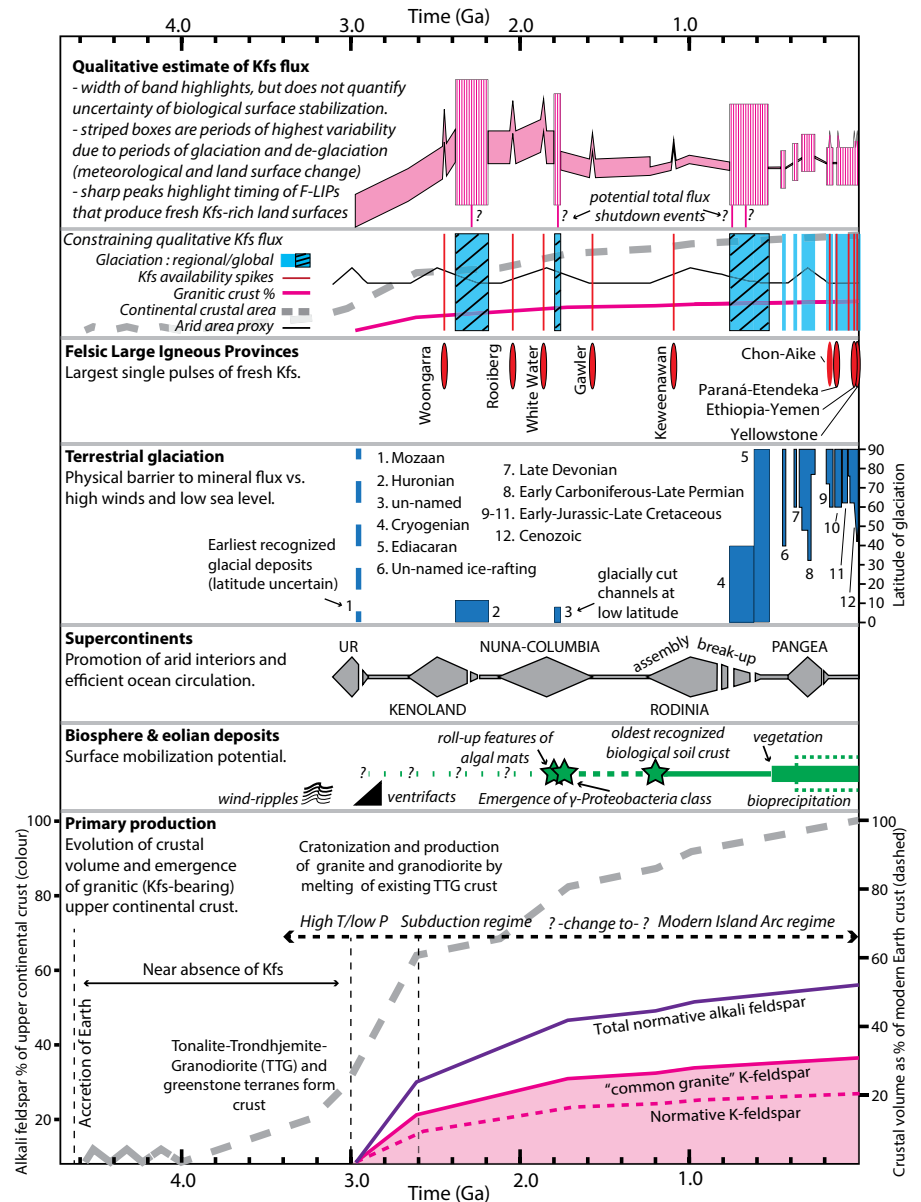 Time (Ga)
4.0
3.0
2.0
1.0
Qualitative estimate of Kfs flux
- width of band highlights, but does not quantify
uncertainty of biological surface stabilization.
- striped boxes are periods of highest variability
due to periods of glaciation and de-glaciation
(meteorological and land surface change)
- sharp peaks highlight timing of F-LIPs
that produce fresh Kfs-rich land surfaces
?
?
potential total flux
shutdown events
?
?
Constraining qualitative Kfs flux
Glaciation : regional/global
Kfs availability spikes
Granitic crust %
Continental crustal area
Arid area proxy
Felsic Large Igneous Provinces
Largest single pulses of fresh Kfs.
Woongarra
Rooiberg
White Water
Gawler
Keweenawan
Chon-Aike
Paraná-Etendeka
Ethiopia-Yemen
Yellowstone
Terrestrial glaciation
Physical barrier to mineral flux vs.
high winds and low sea level.
Earliest recognized
glacial deposits
(latitude uncertain)
1
1. Mozaan
2. Huronian
3. un-named
4. Cryogenian
5. Ediacaran
6. Un-named ice-rafting
7. Late Devonian
8. Early Carboniferous-Late Permian
9-11. Early-Jurassic-Late Cretaceous
12. Cenozoic
2
3
glacially cut
channels at
low latitude
4
5
6
7
8
9
10
11
12
90
80
70
60
50
40
30
20
10
0
Latitude of glaciation
Supercontinents
Promotion of arid interiors and
efficient ocean circulation.
UR
KENOLAND
NUNA-COLUMBIA
assembly
break-up
RODINIA
PANGEA
Biosphere & eolian deposits
Surface mobilization potential.
wind-ripples
ventrifacts
?
?
?
?
roll-up features of
algal mats
Emergence of γ-Proteobacteria class
oldest recognized
biological soil crust
vegetation
bioprecipitation
Primary production
Evolution of crustal
volume and emergence
of granitic (Kfs-bearing)
upper continental crust.
Cratonization and production
of granite and granodiorite by
melting of existing TTG crust
High T/low P
Subduction regime
? -change to- ?
Modern Island Arc regime
Near absence of Kfs
Accretion of Earth
Tonalite-Trondhjemite-
Granodiorite (TTG) and
greenstone terranes form
crust
Total normative alkali feldspar
"common granite" K-feldspar
Normative K-feldspar
100
80
60
40
20
Alkali feldspar % of upper continental crust (colour)
100
80
60
40
20
0
Crustal volume as % of modern Earth crust (dashed)
4.0
3.0
2.0
1.0
Time (Ga)